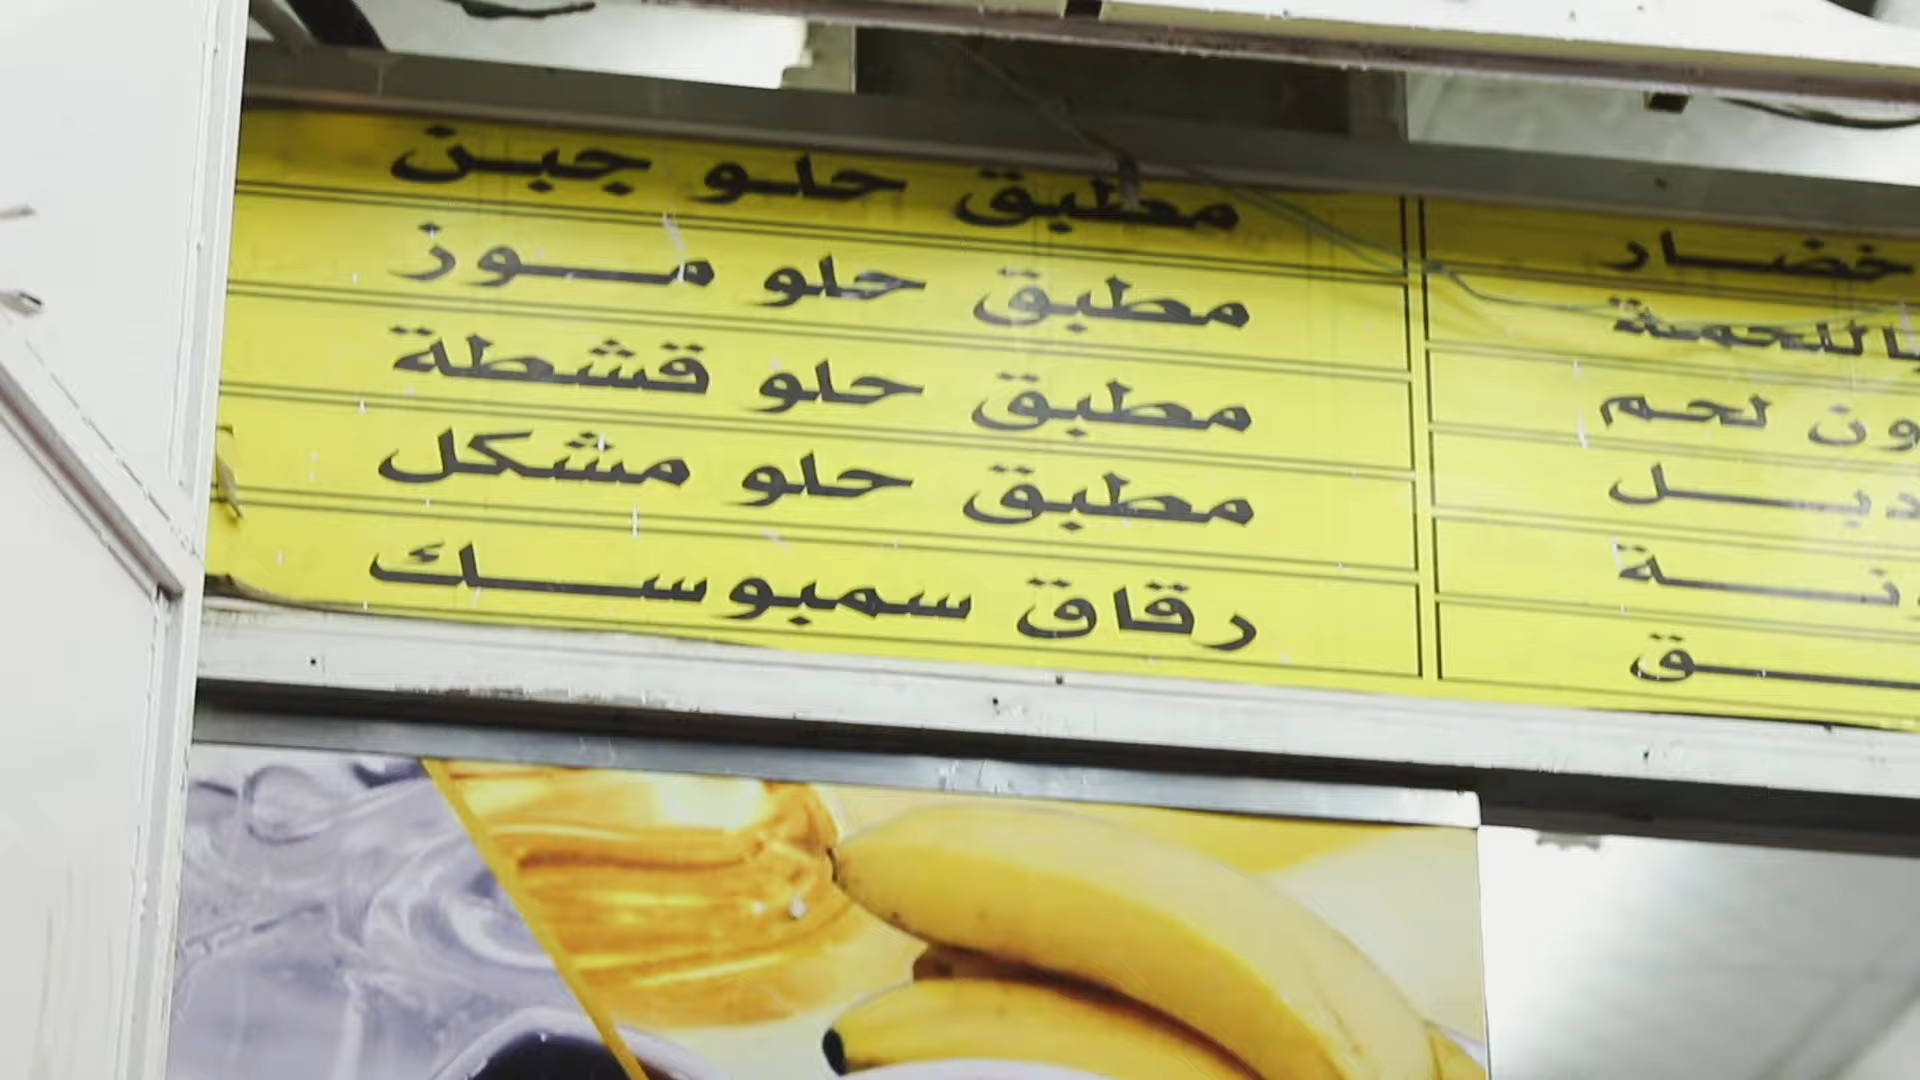 مطبق حلو جبن
مطبق حلو موز
مطبق حلو قشطة
مطبق حلو مشكل
رقاق سمبوسك
خضار
لحم